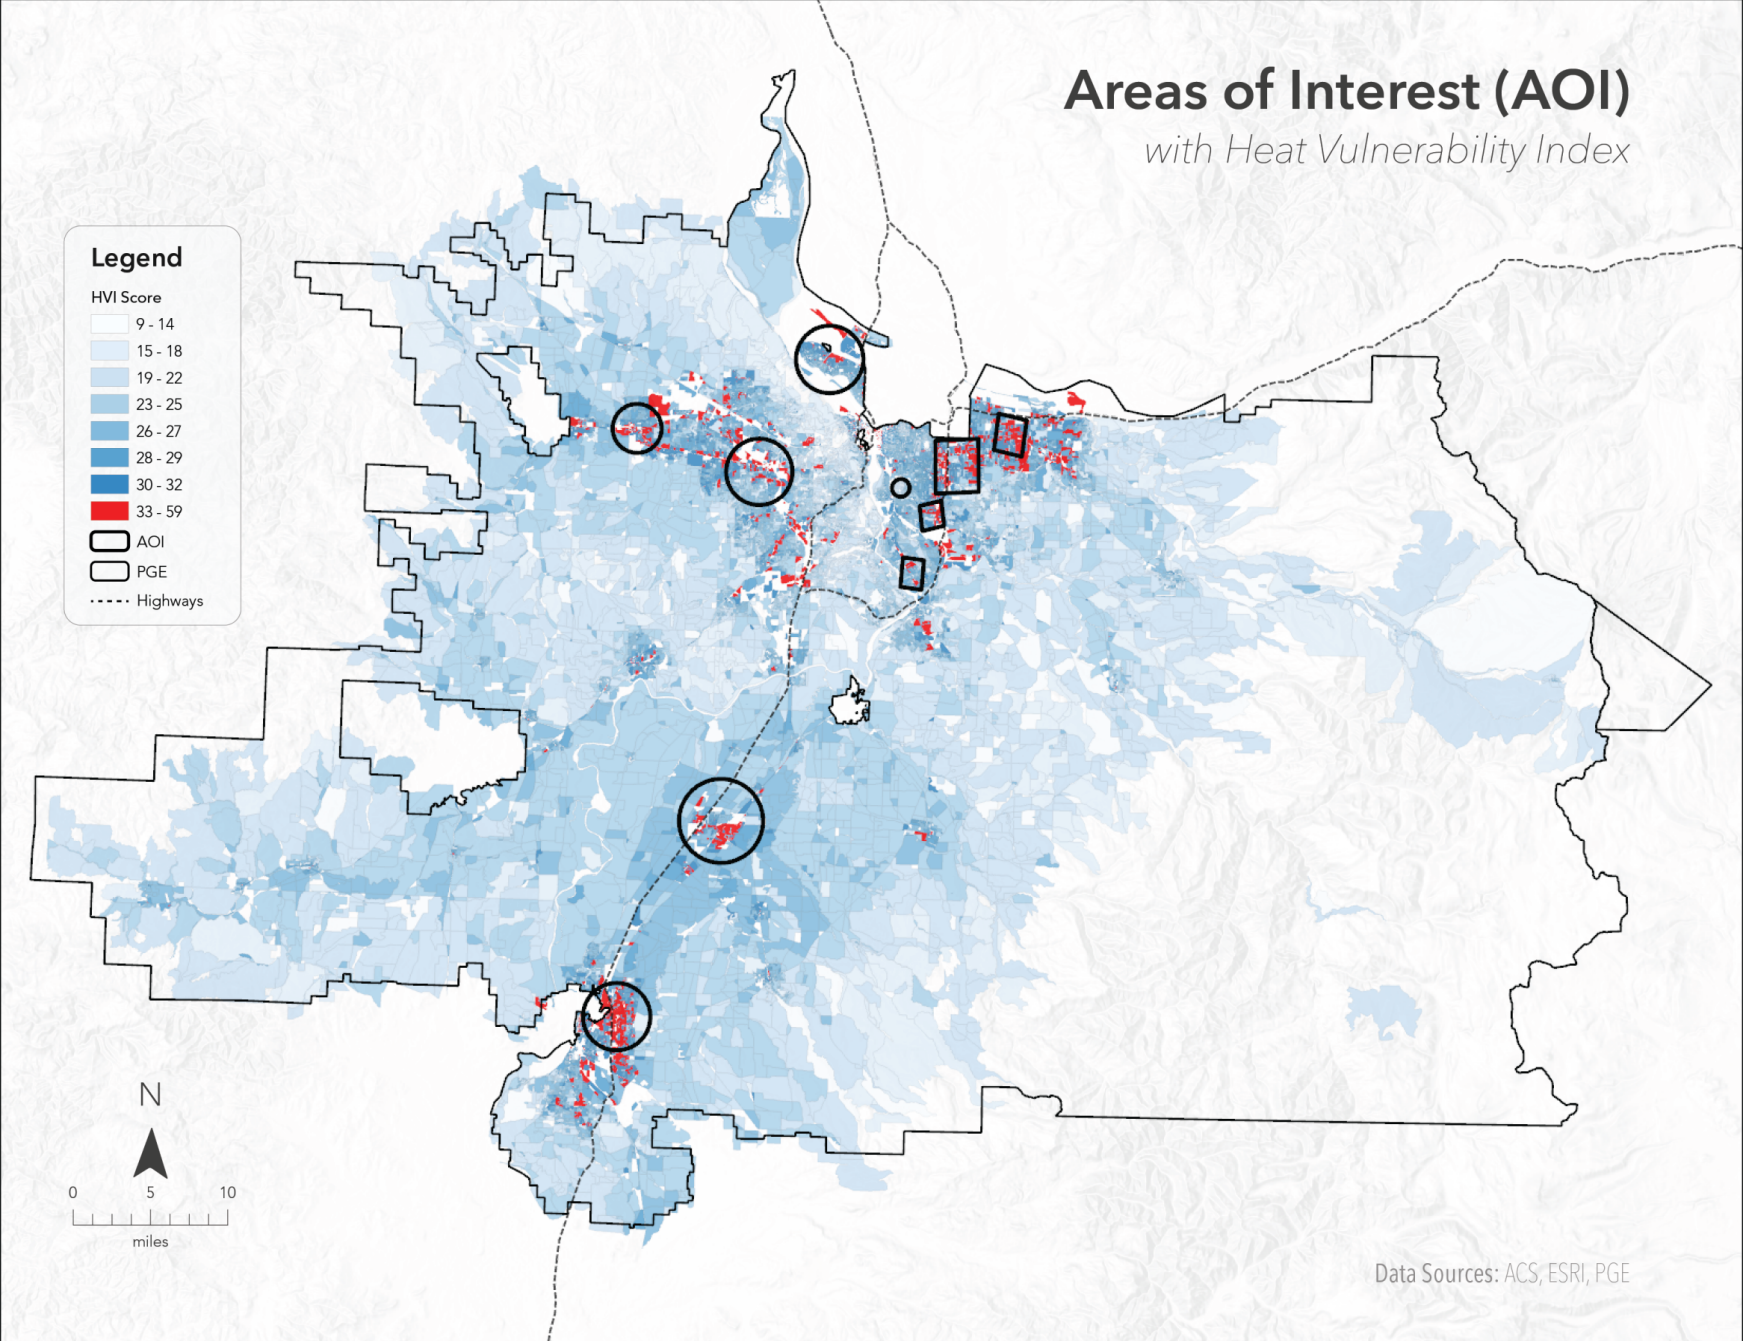 Areas of Interest (AOI)
with Heat Vulnerability Index
Legend
HVI Score
9 - 14
15 - 18
19 - 22
23 - 25
26 - 27
28 - 29
30 - 32
33 - 59
AOI
PGE
Highways
N
0 5 10
miles
Data Sources: ACS, ESRI, PGE